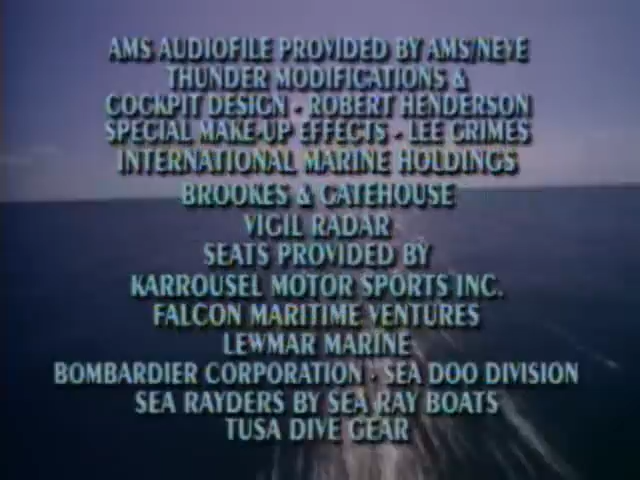 AMS AUDIOFILE PROVIDED BY AMS/NEVE
THUNDER MODIFICATIONS &
COCKPIT DESIGN - ROBERT HENDERSON
SPECIAL MAKE-UP EFFECTS - LEE GRIMES
INTERNATIONAL MARINE HOLDINGS
BROOKES & GATEHOUSE
VIGIL RADAR
SEATS PROVIDED BY
KARROUSEL MOTOR SPORTS INC.
FALCON MARITIME VENTURES
LEWMAR MARINE
BOMBARDIER CORPORATION - SEA DOO DIVISION
SEA RAYDERS BY SEA RAY BOATS
TUSA DIVE GEAR